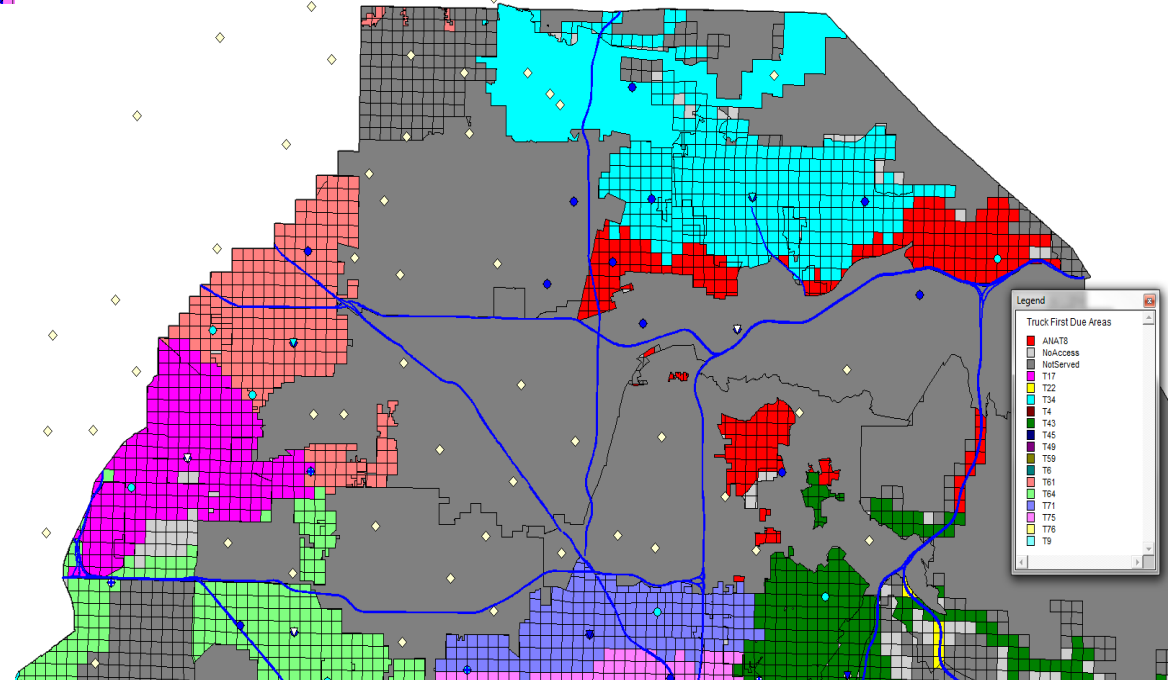 Legend
Truck First Due Areas
ANAT8
NoAccess
NotServed
T17
T22
T34
T4
T43
T45
T49
T59
T6
T61
T64
T71
T75
T76
T9